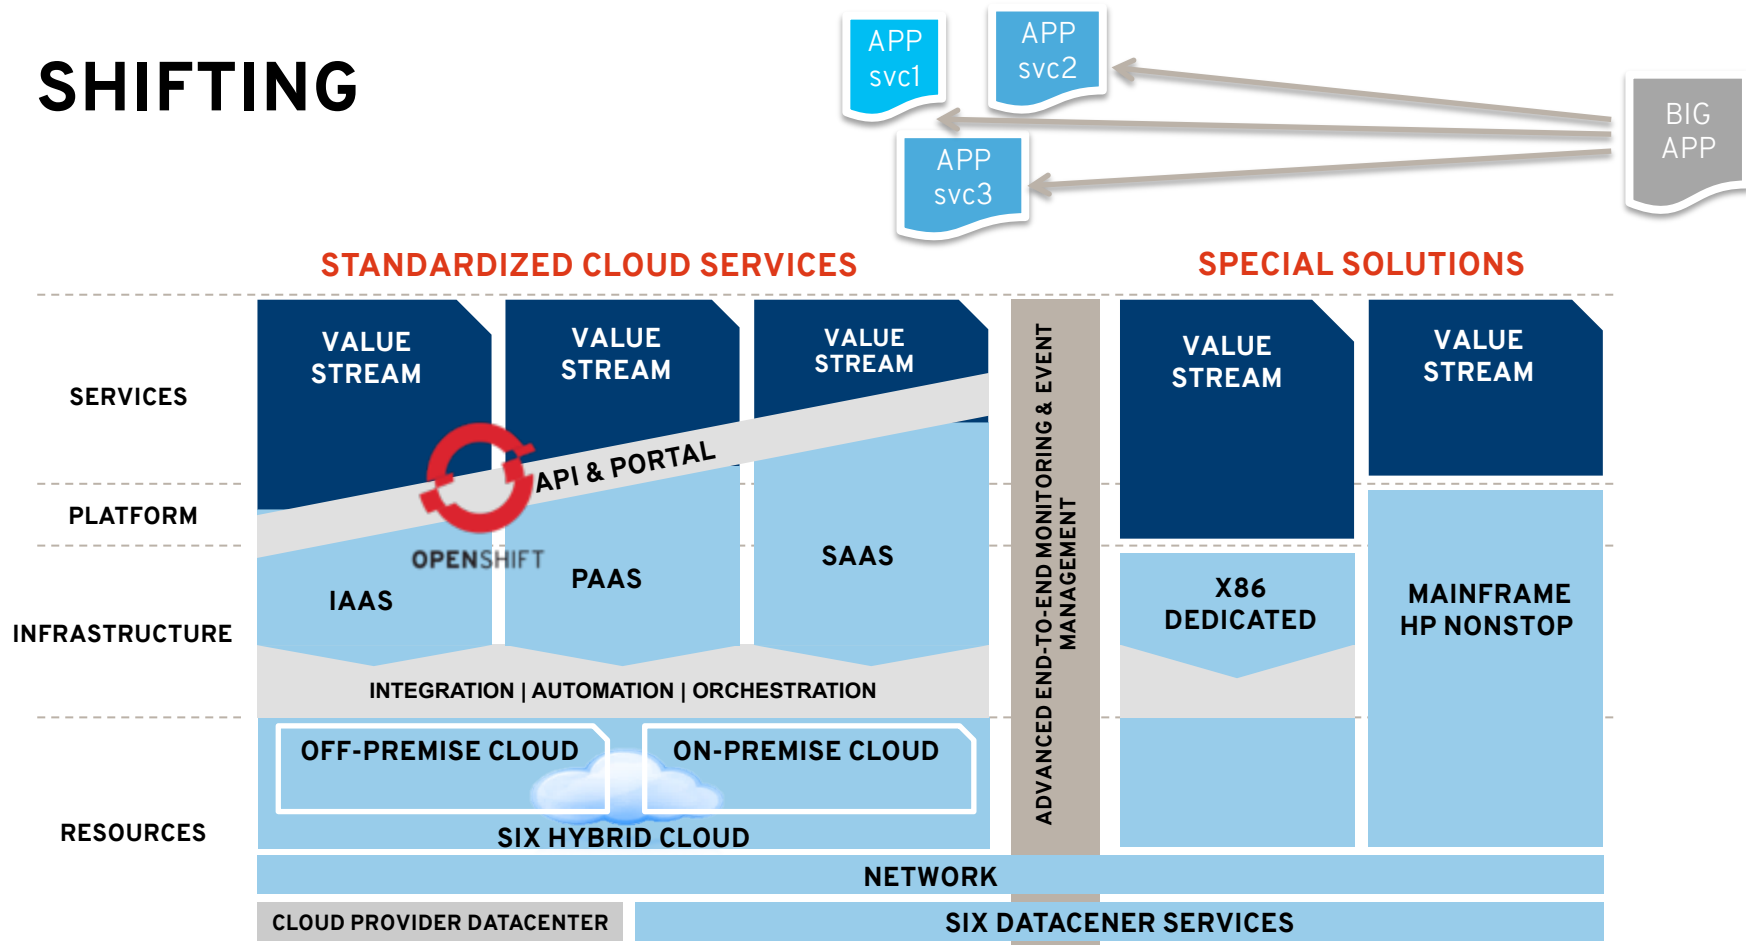 SHIFTING
APP
svc1
APP
svc2
APP
svc3
BIG
APP
STANDARDIZED CLOUD SERVICES
SPECIAL SOLUTIONS
SERVICES
PLATFORM
INFRASTRUCTURE
RESOURCES
VALUE
STREAM
VALUE
STREAM
VALUE
STREAM
API & PORTAL
OPENSHIFT
IAAS
PAAS
SAAS
INTEGRATION | AUTOMATION | ORCHESTRATION
OFF-PREMISE CLOUD
ON-PREMISE CLOUD
SIX HYBRID CLOUD
ADVANCED END-TO-END MONITORING & EVENT
MANAGEMENT
VALUE
STREAM
VALUE
STREAM
X86
DEDICATED
MAINFRAME
HP NONSTOP
NETWORK
CLOUD PROVIDER DATACENTER
SIX DATACENER SERVICES